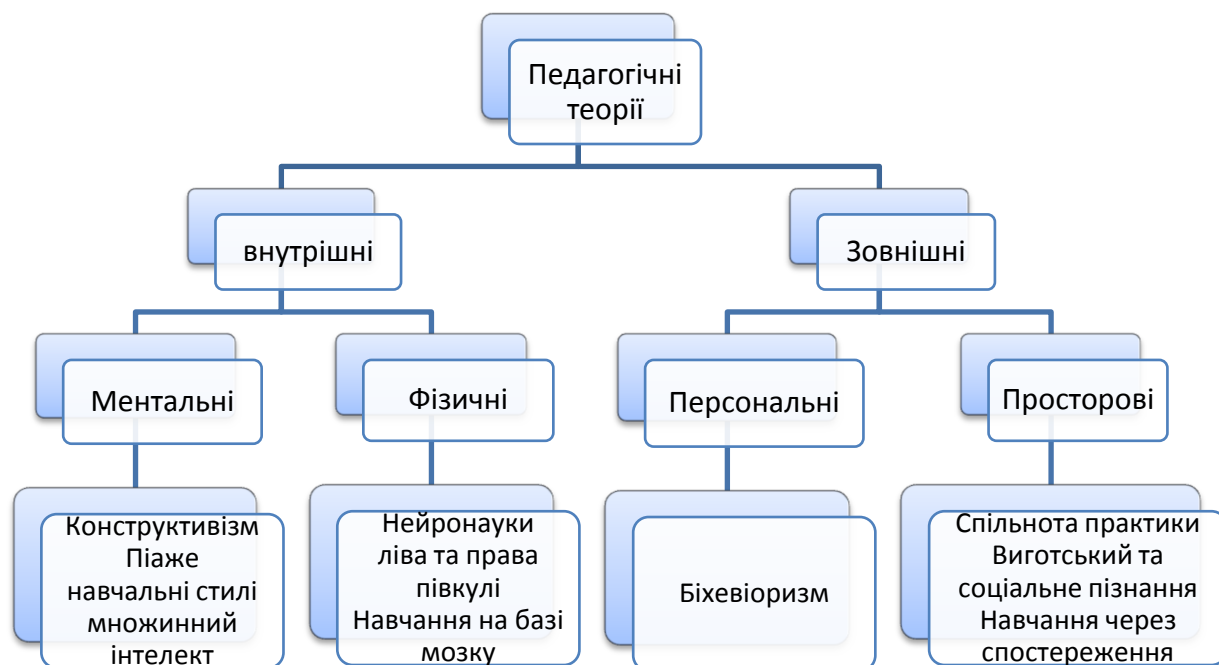 Педагогічні
теорії
внутрішні
Зовнішні
Ментальні
Фізичні
Персональні
Просторові
Конструктивізм
Піаже
навчальні стилі
множинний
інтелект
Нейронауки
ліва та права
півкулі
Навчання на базі
мозку
Біхевіоризм
Спільнота практики
Виготський та
соціальне пізнання
Навчання через
спостереження